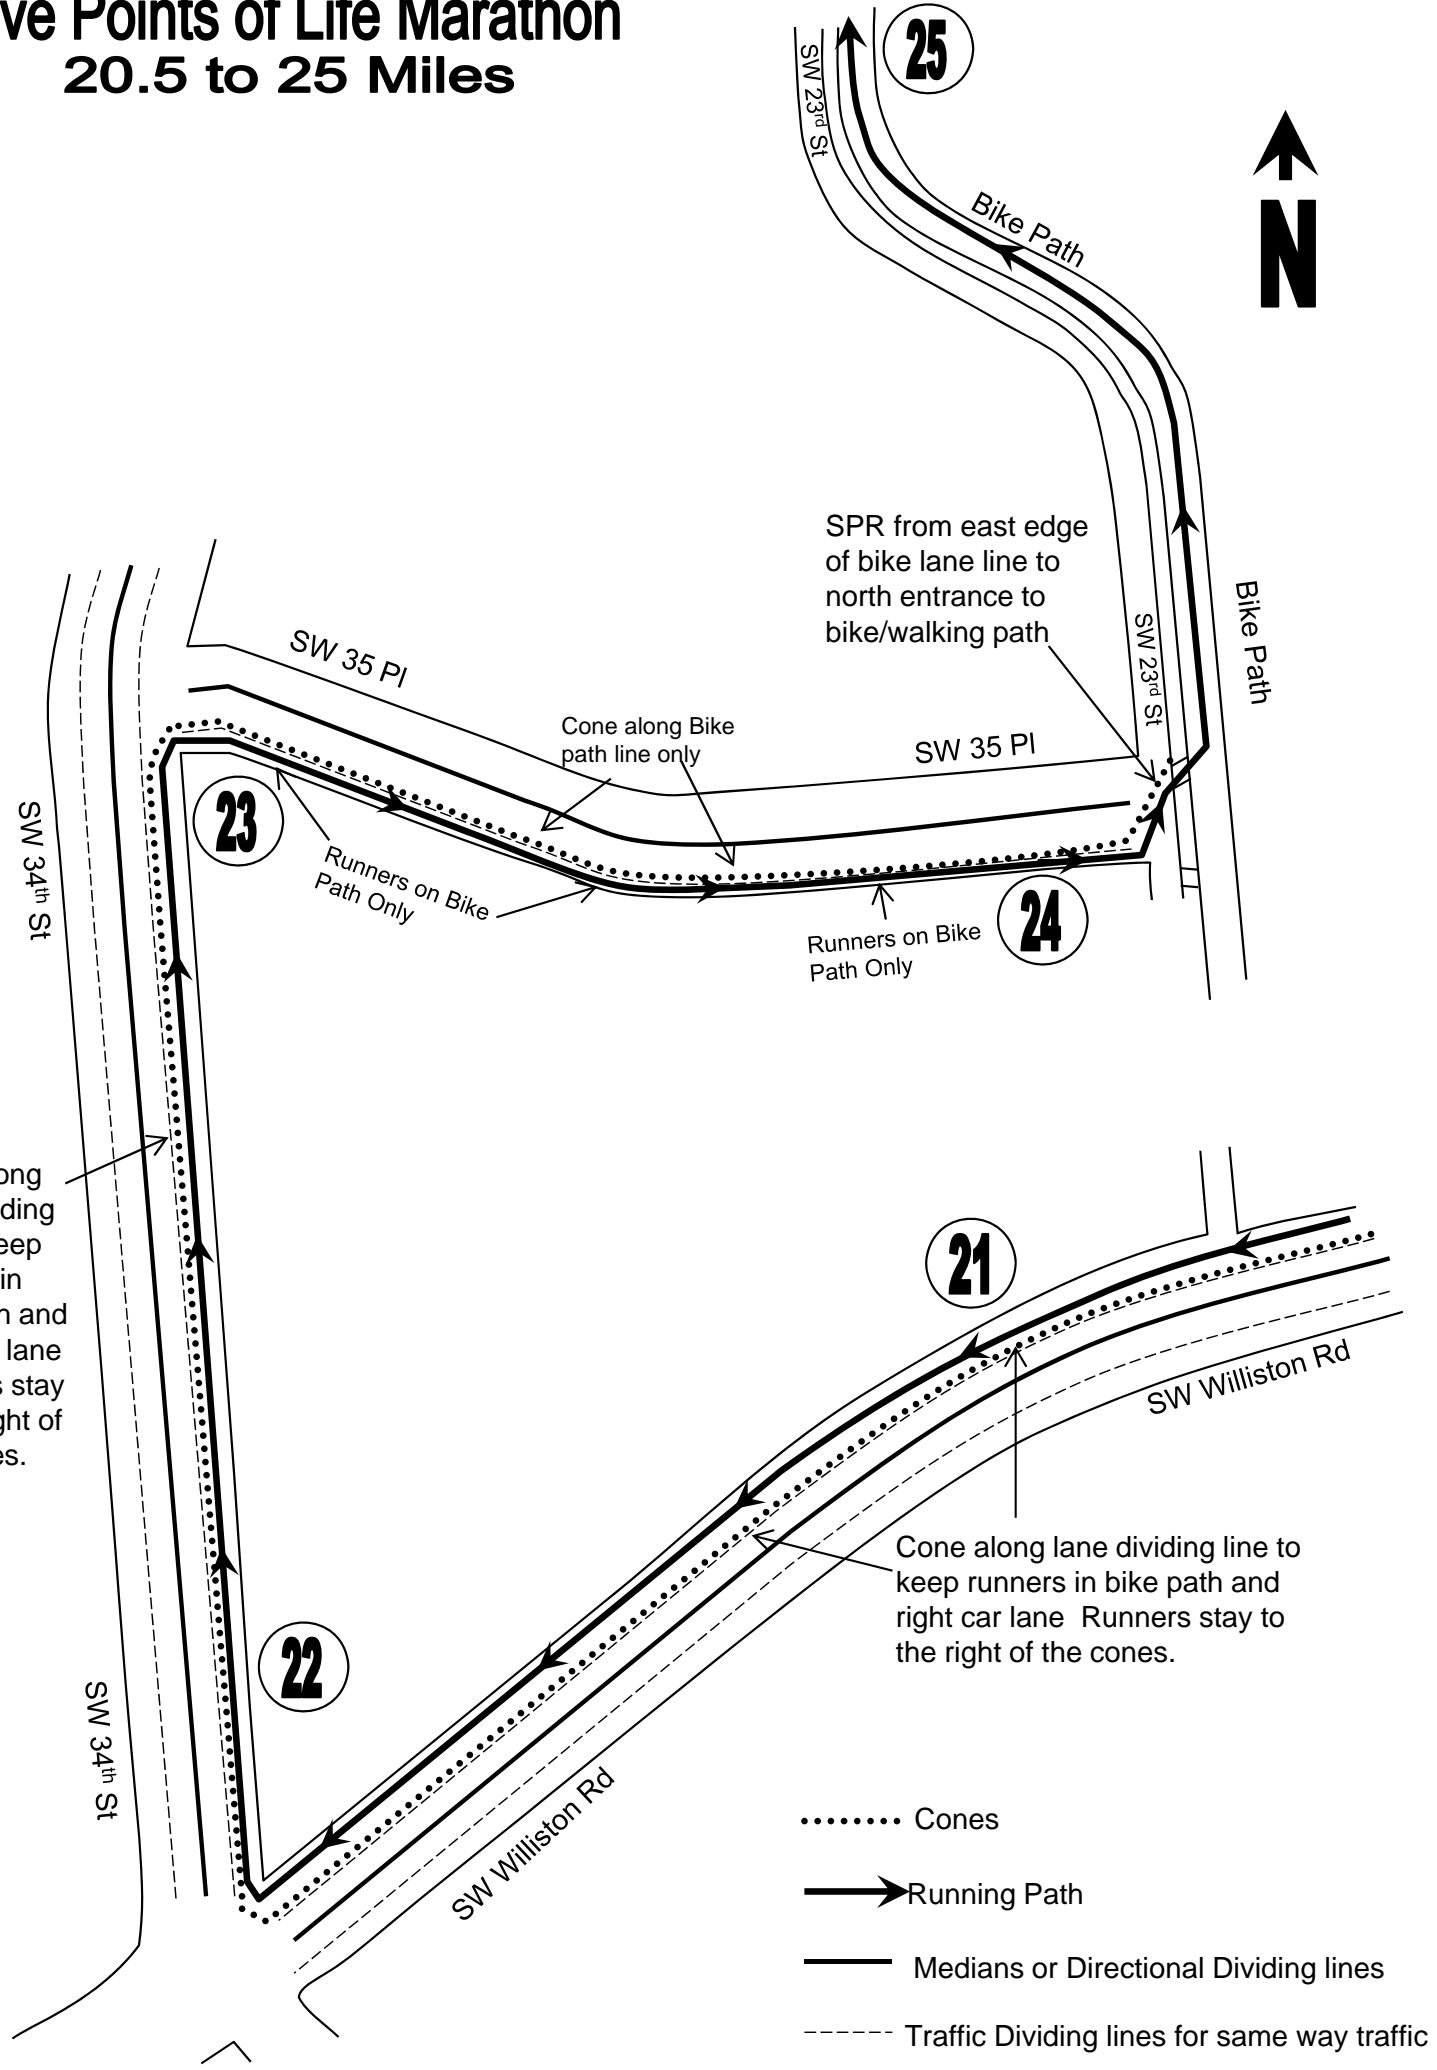 ve Points of Life Marathon
20.5 to 25 Miles
25
SW 23rd St
Bike Path
N
SPR from east edge
of bike lane line to
north entrance to
bike/walking path
Bike Path
SW 23rd St
SW 35 Pl
Cone along Bike
path line only
SW 35 Pl
23
SW 34th St
Runners on Bike
Path Only
24
Runners on Bike
Path Only
ong
ding
eep
in
h and
lane
s stay
ght of
es.
21
SW Williston Rd
Cone along lane dividing line to
keep runners in bike path and
right car lane Runners stay to
the right of the cones.
22
SW 34th St
SW Williston Rd
Cones
Running Path
Medians or Directional Dividing lines
Traffic Dividing lines for same way traffic